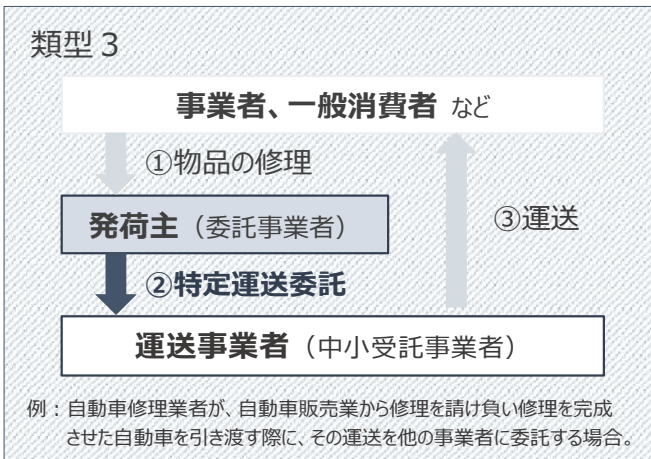 類型３
事業者、一般消費者 など
①物品の修理
発荷主（委託事業者）
③運送
②特定運送委託
運送事業者（中小受託事業者）
例：自動車修理業者が、自動車販売業から修理を請け負い修理を完成
させた自動車を引き渡す際に、その運送を他の事業者に委託する場合。